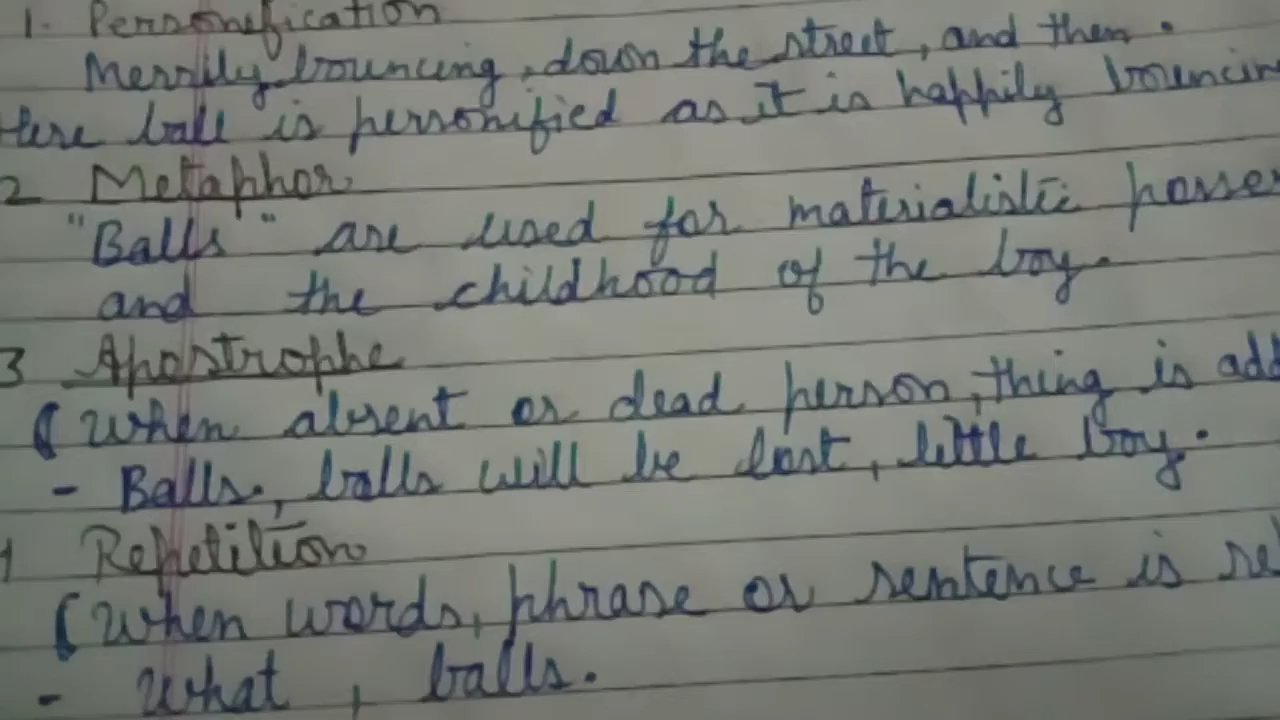 1. Personification
Merrily bouncing, down the street, and then.
Here ball is personified as it is happily bouncin
2 Metaphor
"Balls" are used for materialistic posses
and the childhood of the boy.
3 Apostrophe
(When absent or dead person, thing is add
- Balls, balls will be lost, little boy.
Repetition
(When words, phrase or sentence is re
- What, balls.